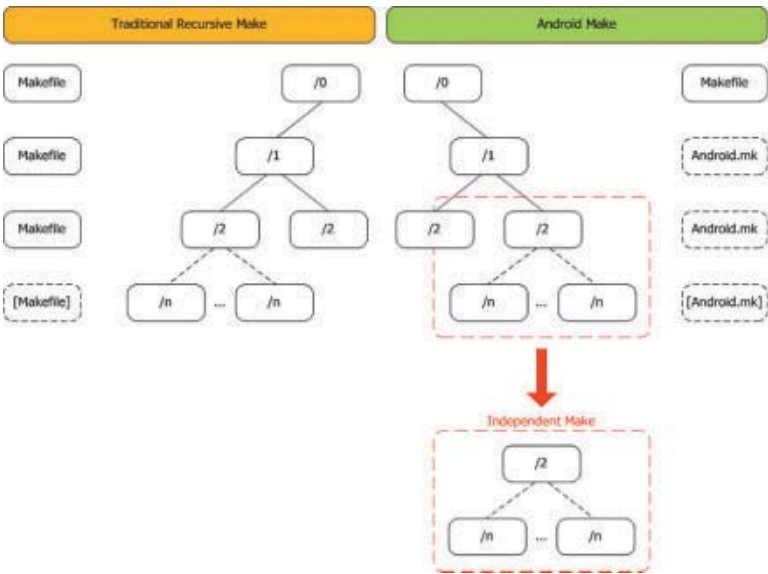 Traditional Recursive Make
Android Make
Makefile
/0
/0
Makefile
Makefile
/1
/1
Android.mk
Makefile
/2
/2
/2
/2
Android.mk
[Makefile]
/n
...
/n
/n
...
/n
[Android.mk]
Independent Make
/2
/n
...
/n